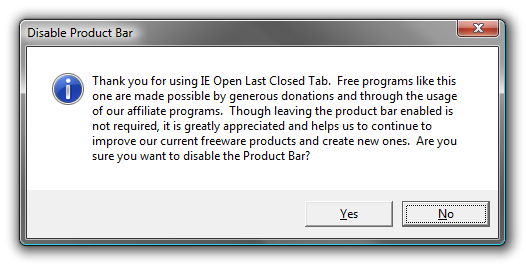 Disable Product Bar
Thank you for using IE Open Last Closed Tab.  Free programs like this
one are made possible by generous donations and through the usage
of our affiliate programs.  Though leaving the product bar enabled is
not required, it is greatly appreciated and helps us to continue to
improve our current freeware products and create new ones.  Are you
sure you want to disable the Product Bar?
Yes
No